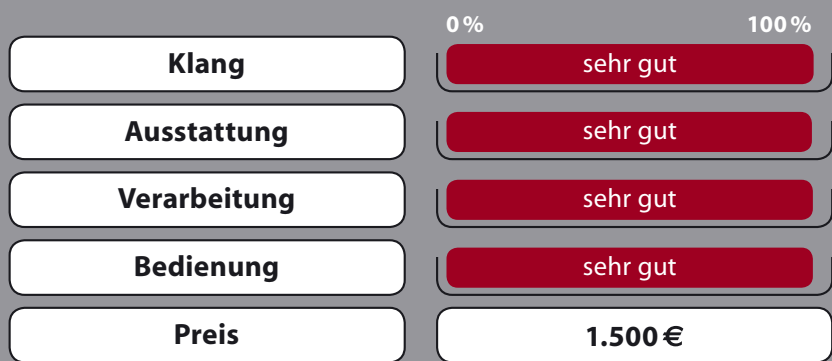 0 % 100 %
Klang sehr gut
Ausstattung sehr gut
Verarbeitung sehr gut
Bedienung sehr gut
Preis 1.500 €